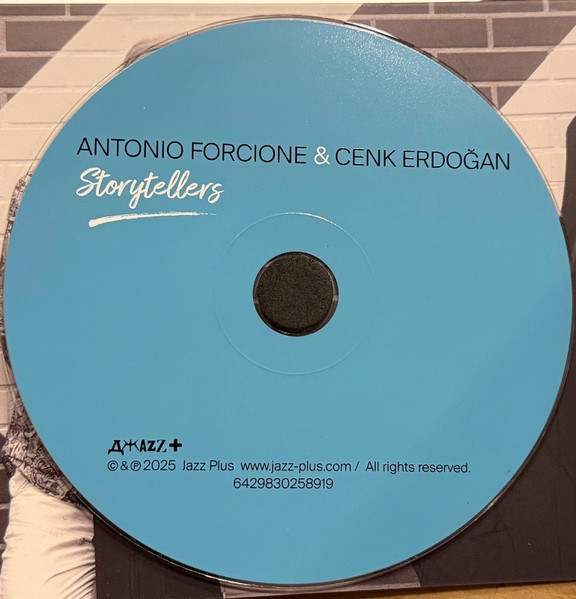 ANTONIO FORCIONE & CENK ERDOĞAN
Storytellers
ДЖAZZ+
©&℗2025 Jazz Plus www.jazz-plus.com / All rights reserved.
6429830258919